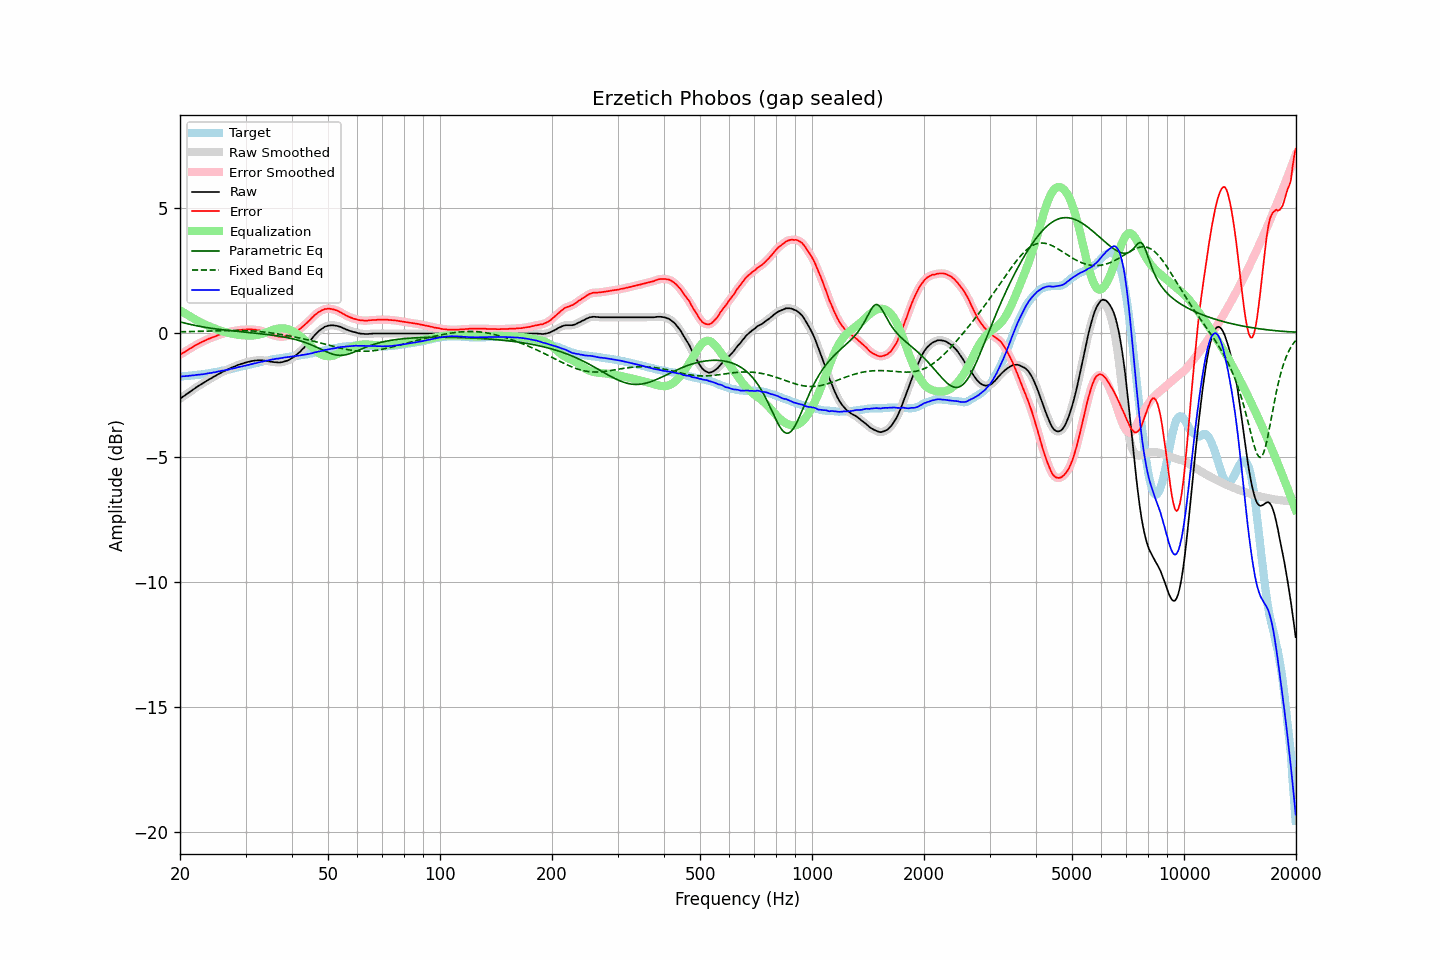 Erzetich Phobos (gap sealed)
Target
Raw Smoothed
Error Smoothed
Raw
Error
Equalization
Parametric Eq
Fixed Band Eq
Equalized
5
0
−5
−10
−15
−20
Amplitude (dBr)
20 50 100 200 500 1000 2000 5000 10000 20000
Frequency (Hz)